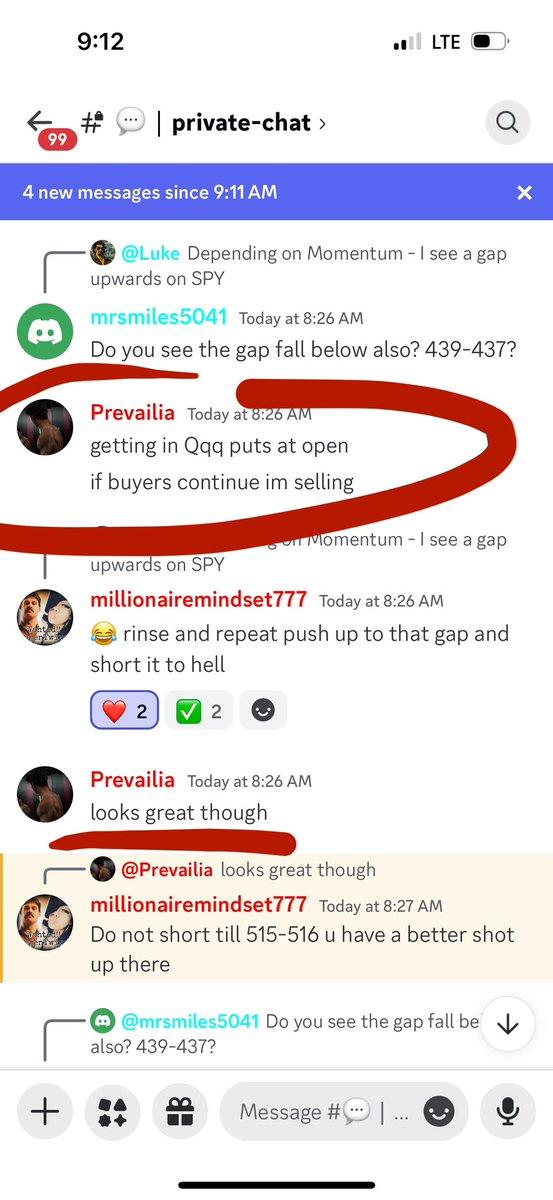 9:12
LTE
99
# 💬 | private-chat ›
4 new messages since 9:11 AM
@Luke Depending on Momentum - I see a gap
upwards on SPY
mrsmiles5041 Today at 8:26 AM
Do you see the gap fall below also? 439-437?
Prevailia Today at 8:26 AM
getting in Qqq puts at open
if buyers continue im selling
on Momentum - I see a gap
upwards on SPY
millionairemindset777 Today at 8:26 AM
😂 rinse and repeat push up to that gap and
short it to hell
❤️ 2 ✅ 2
Prevailia Today at 8:26 AM
looks great though
@Prevailia looks great though
millionairemindset777 Today at 8:27 AM
Do not short till 515-516 u have a better shot
up there
@mrsmiles5041 Do you see the gap fall be
also? 439-437?
Message #💬 | ...